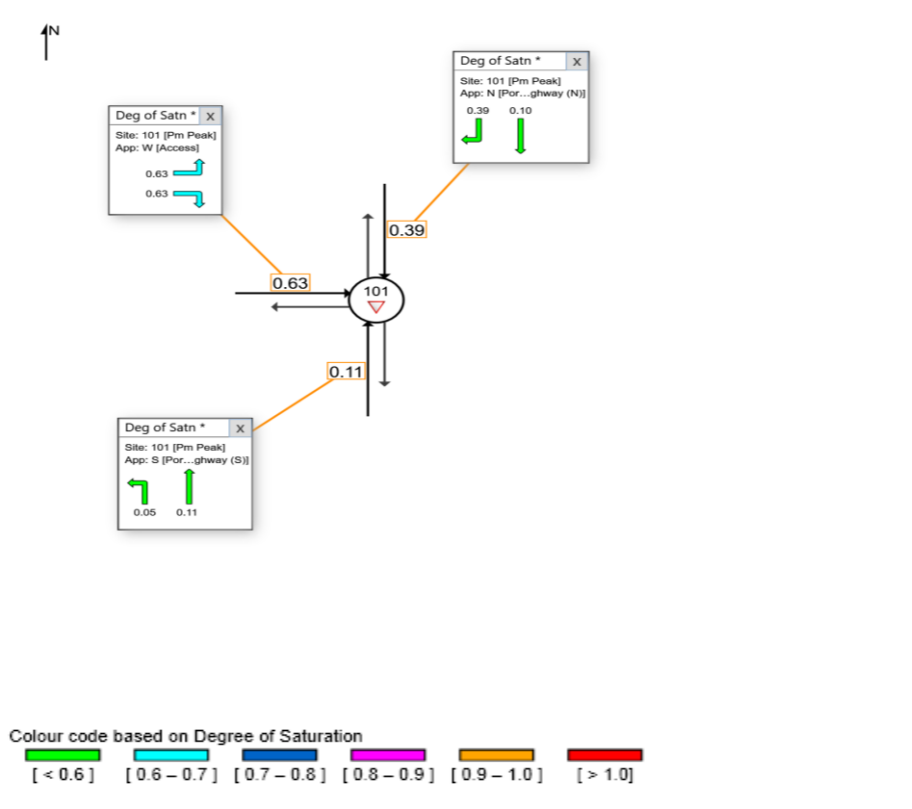 N
Deg of Satn * x
Site: 101 [Pm Peak]
App: N [Por...ghway (N)]
0.39 0.10
Deg of Satn * x
Site: 101 [Pm Peak]
App: W [Access]
0.63
0.63
0.39
0.63
101
0.11
Deg of Satn * x
Site: 101 [Pm Peak]
App: S [Por...ghway (S)]
0.05 0.11
Colour code based on Degree of Saturation
[ < 0.6 ] [ 0.6 – 0.7 ] [ 0.7 – 0.8 ] [ 0.8 – 0.9 ] [ 0.9 – 1.0 ] [ > 1.0]